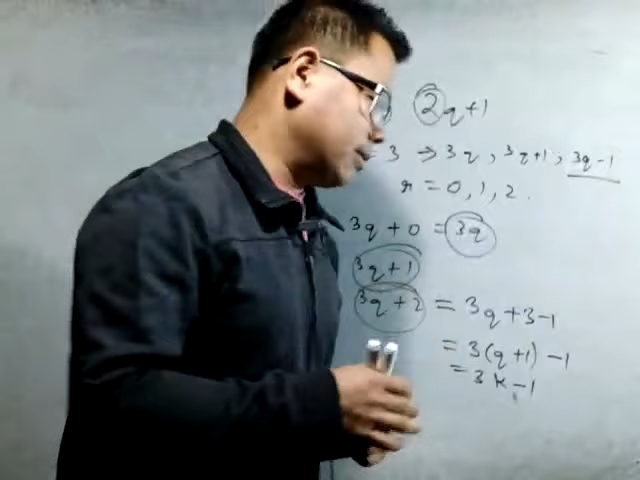 2q+1
3 ⇒ 3q, 3q+1, 3q-1
r = 0, 1, 2.
3q + 0 = 3q
3q + 1
3q + 2 = 3q+3-1
= 3(q+1) -1
= 3k-1